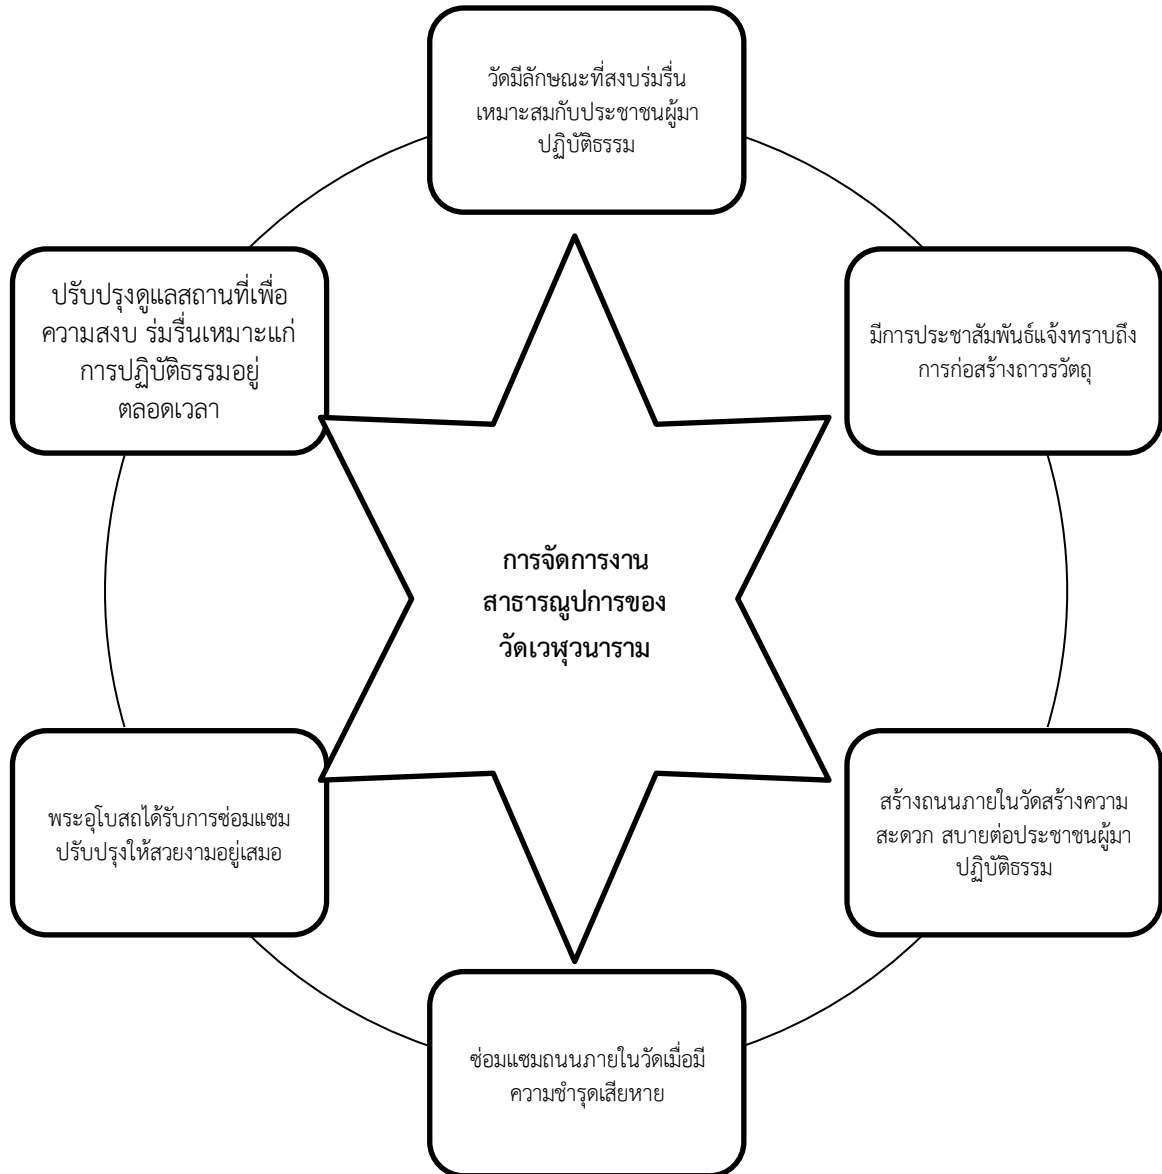 วัดมีลักษณะที่สงบร่มรื่น
เหมาะสมกับประชาชนผู้มา
ปฏิบัติธรรม
ปรับปรุงดูแลสถานที่เพื่อ
ความสงบ ร่มรื่นเหมาะแก่
การปฏิบัติธรรมอยู่
ตลอดเวลา
มีการประชาสัมพันธ์แจ้งทราบถึง
การก่อสร้างถาวรวัตถุ
การจัดการงาน
สาธารณูปการของ
วัดเวฬุวนาราม
พระอุโบสถได้รับการซ่อมแซม
ปรับปรุงให้สวยงามอยู่เสมอ
สร้างถนนภายในวัดสร้างความ
สะดวก สบายต่อประชาชนผู้มา
ปฏิบัติธรรม
ซ่อมแซมถนนภายในวัดเมื่อมี
ความชำรุดเสียหาย